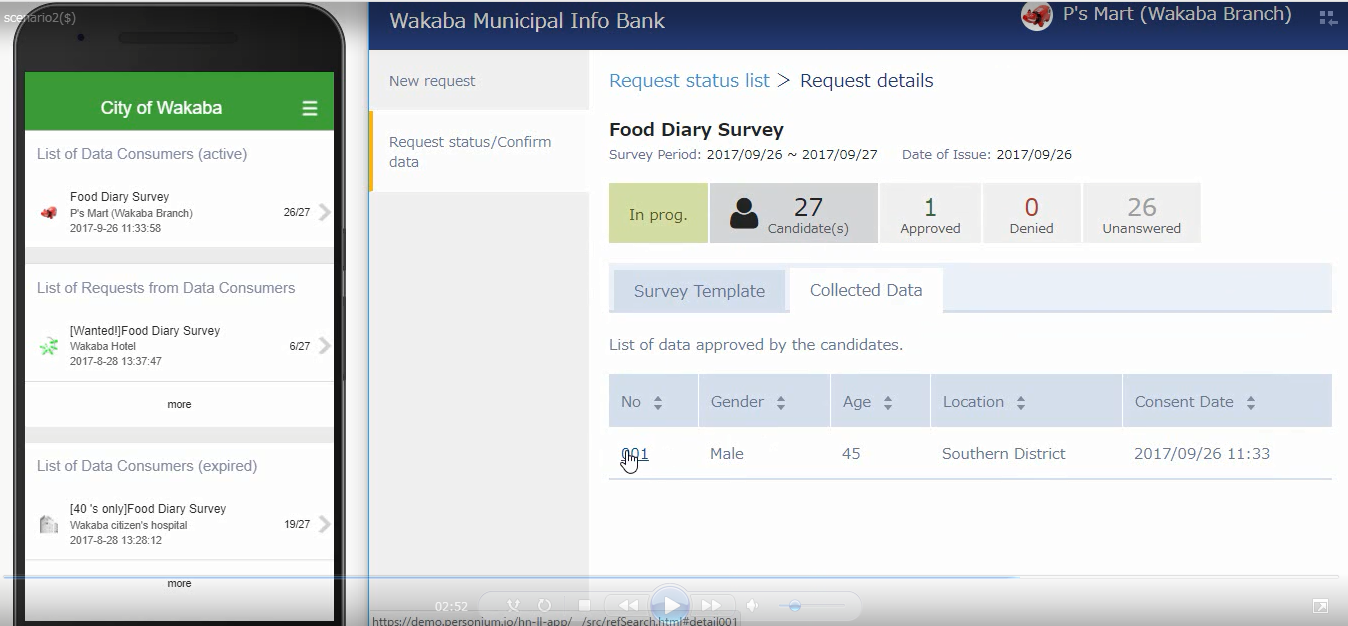 scenario2($)
City of Wakaba
List of Data Consumers (active)
Food Diary Survey
P's Mart (Wakaba Branch)
26/27
2017-9-26 11:33:58
List of Requests from Data Consumers
[Wanted!]Food Diary Survey
Wakaba Hotel
6/27
2017-8-28 13:37:47
more
List of Data Consumers (expired)
[40 's only]Food Diary Survey
Wakaba citizen's hospital
19/27
2017-8-28 13:28:12
more
Wakaba Municipal Info Bank
P's Mart (Wakaba Branch)
New request
Request status/Confirm
data
Request status list > Request details
Food Diary Survey
Survey Period: 2017/09/26 ~ 2017/09/27 Date of Issue: 2017/09/26
In prog.
27
Candidate(s)
1
Approved
0
Denied
26
Unanswered
Survey Template
Collected Data
List of data approved by the candidates.
No Gender Age Location Consent Date
001 Male 45 Southern District 2017/09/26 11:33
02:52
https://demo.personium.io/hn-ll-app/__/src/refSearch.html#detail001